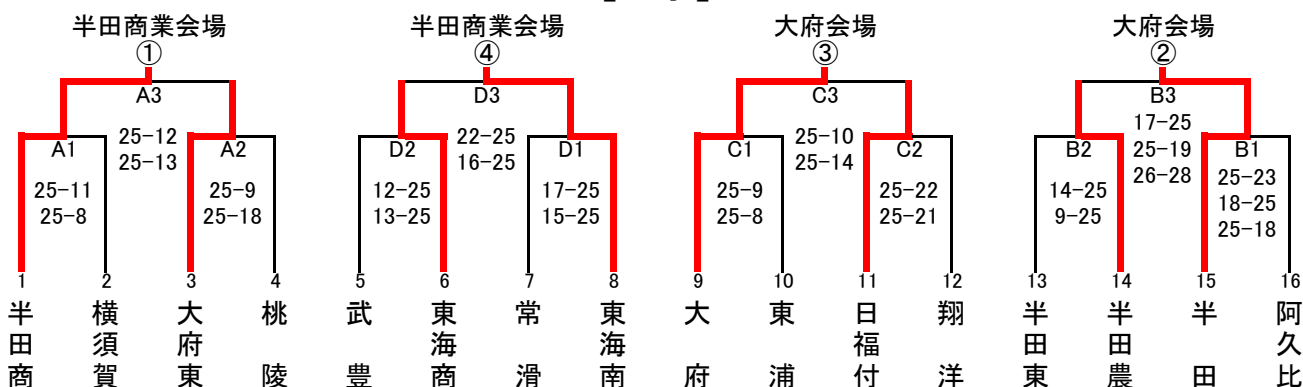 半田商業会場 半田商業会場 大府会場 大府会場
① ④ ③ ②
A3 D3 C3 B3
25-12 22-25 25-10 17-25
25-13 16-25 25-14 25-19
26-28
A1 A2 D2 D1 C1 C2 B2 B1
25-11 25-9 12-25 17-25 25-9 25-22 14-25 25-23
25-8 25-18 13-25 15-25 25-8 25-21 9-25 18-25
25-18
1 2 3 4 5 6 7 8 9 10 11 12 13 14 15 16
半田商
横須賀
大府東
桃陵
武豊
東海商
常滑
東海南
大府
東浦
日福付
翔洋
半田東
半田農
半田
阿久比